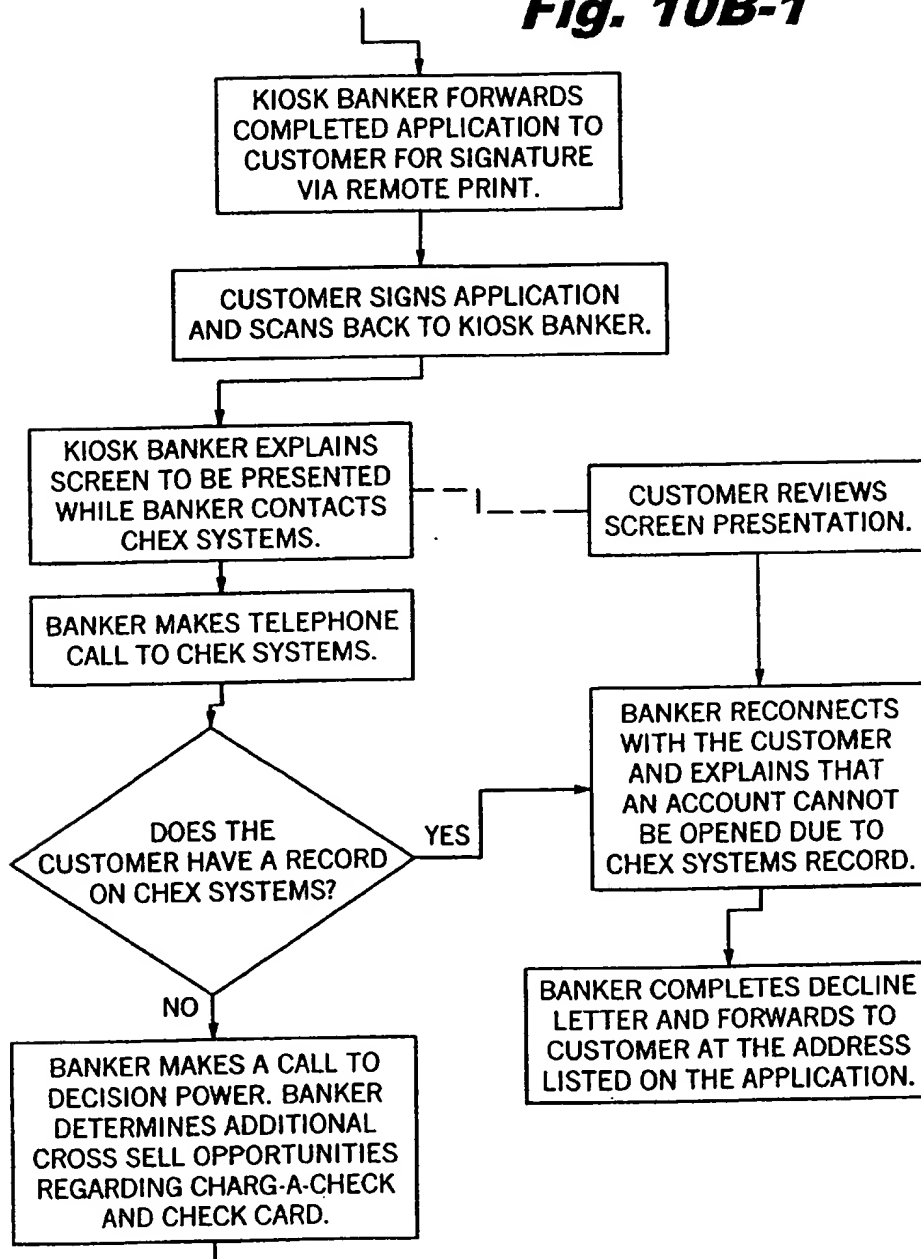 Fig. 10B-1
KIOSK BANKER FORWARDS
COMPLETED APPLICATION TO
CUSTOMER FOR SIGNATURE
VIA REMOTE PRINT.
CUSTOMER SIGNS APPLICATION
AND SCANS BACK TO KIOSK BANKER.
KIOSK BANKER EXPLAINS
SCREEN TO BE PRESENTED
WHILE BANKER CONTACTS
CHEX SYSTEMS.
CUSTOMER REVIEWS
SCREEN PRESENTATION.
BANKER MAKES TELEPHONE
CALL TO CHEK SYSTEMS.
DOES THE
CUSTOMER HAVE A RECORD
ON CHEX SYSTEMS?
YES
BANKER RECONNECTS
WITH THE CUSTOMER
AND EXPLAINS THAT
AN ACCOUNT CANNOT
BE OPENED DUE TO
CHEX SYSTEMS RECORD.
BANKER COMPLETES DECLINE
LETTER AND FORWARDS TO
CUSTOMER AT THE ADDRESS
LISTED ON THE APPLICATION.
NO
BANKER MAKES A CALL TO
DECISION POWER. BANKER
DETERMINES ADDITIONAL
CROSS SELL OPPORTUNITIES
REGARDING CHARG-A-CHECK
AND CHECK CARD.